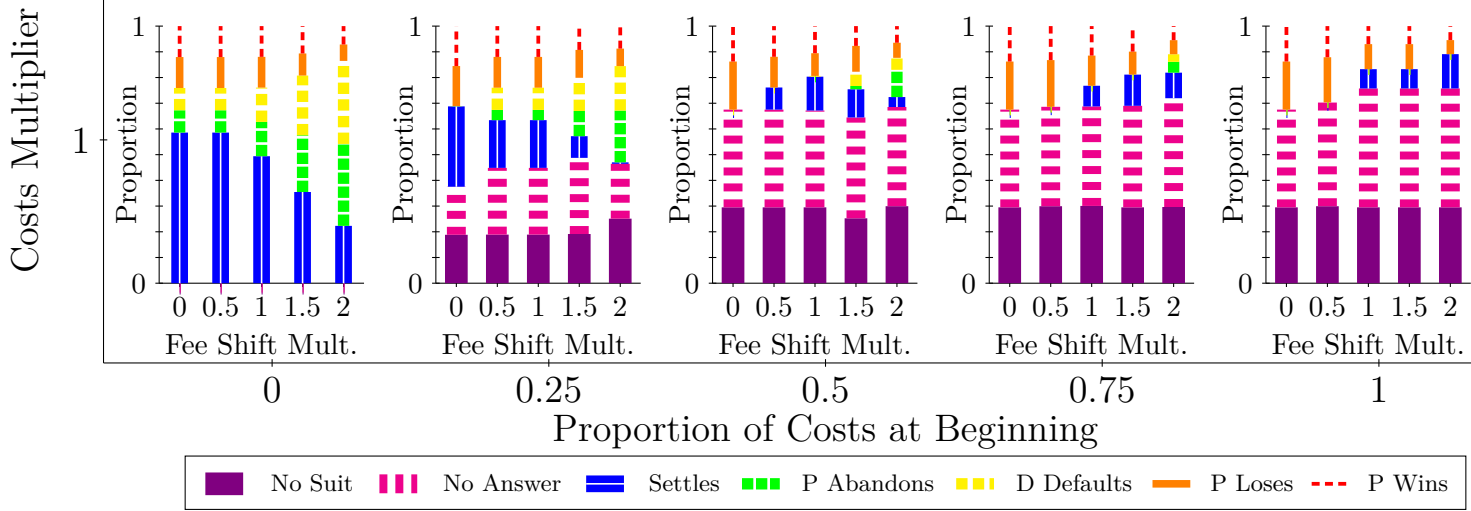 Costs Multiplier
1
1
0
Proportion
0 0.5 1 1.5 2
Fee Shift Mult.
1
0
Proportion
0 0.5 1 1.5 2
Fee Shift Mult.
1
0
Proportion
0 0.5 1 1.5 2
Fee Shift Mult.
1
0
Proportion
0 0.5 1 1.5 2
Fee Shift Mult.
1
0
Proportion
0 0.5 1 1.5 2
Fee Shift Mult.
0 0.25 0.5 0.75 1
Proportion of Costs at Beginning
No Suit No Answer Settles P Abandons D Defaults P Loses P Wins